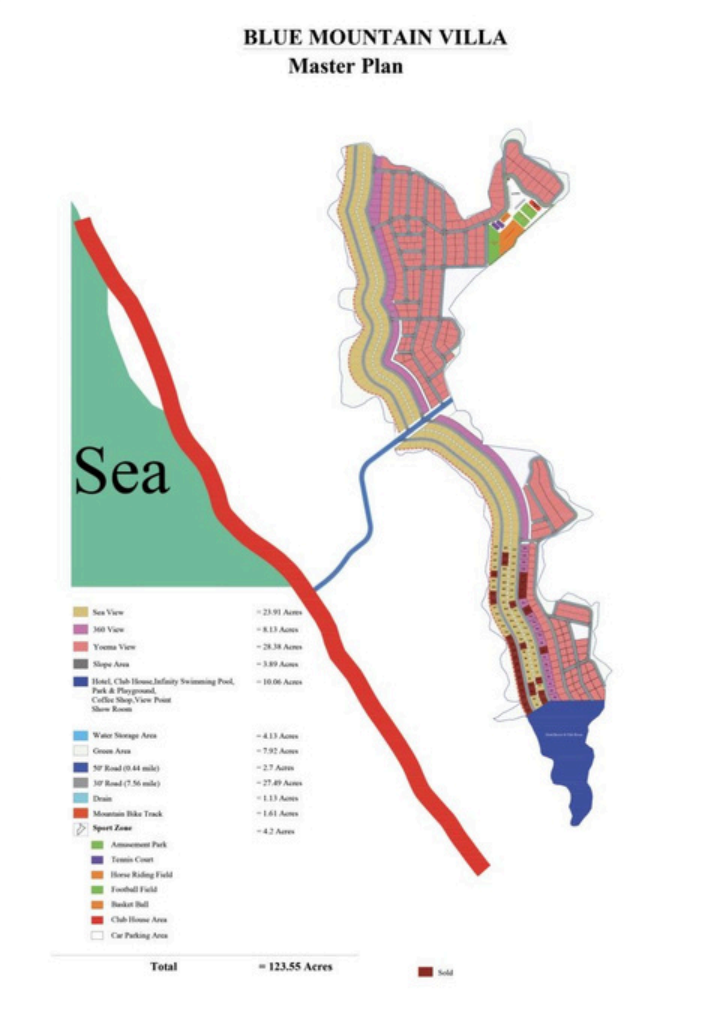 BLUE MOUNTAIN VILLA
Master Plan
Sea
Sea View = 23.91 Acres
360 View = 8.13 Acres
Yoema View = 28.38 Acres
Slope Area = 3.89 Acres
Hotel, Club House,Infinity Swimming Pool, = 10.06 Acres
Park & Playground,
Coffee Shop,View Point
Show Room
Water Storage Area = 4.13 Acres
Green Area = 7.92 Acres
50' Road (0.44 mile) = 2.7 Acres
30' Road (7.56 mile) = 27.49 Acres
Drain = 1.13 Acres
Mountain Bike Track = 1.61 Acres
Sport Zone = 4.2 Acres
Amusement Park
Tennis Court
Horse Riding Field
Football Field
Basket Ball
Club House Area
Car Parking Area
Total = 123.55 Acres
Sold